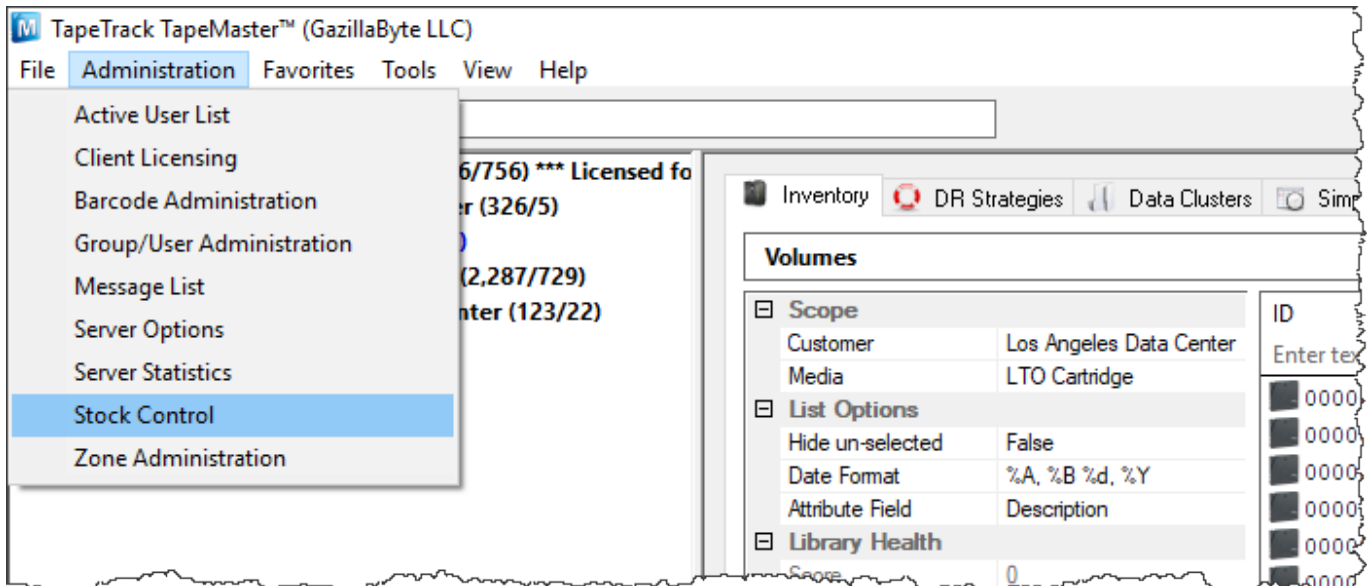 TapeTrack TapeMaster™ (GazillaByte LLC)
File Administration Favorites Tools View Help
Active User List
Client Licensing
Barcode Administration
Group/User Administration
Message List
Server Options
Server Statistics
Stock Control
Zone Administration
6/756) *** Licensed fo
er (326/5)
)
(2,287/729)
nter (123/22)
Inventory DR Strategies Data Clusters Simp
Volumes
Scope
Customer Los Angeles Data Center
Media LTO Cartridge
List Options
Hide un-selected False
Date Format %A, %B %d, %Y
Attribute Field Description
Library Health
Score 0
ID
Enter tex
0000
0000
0000
0000
0000